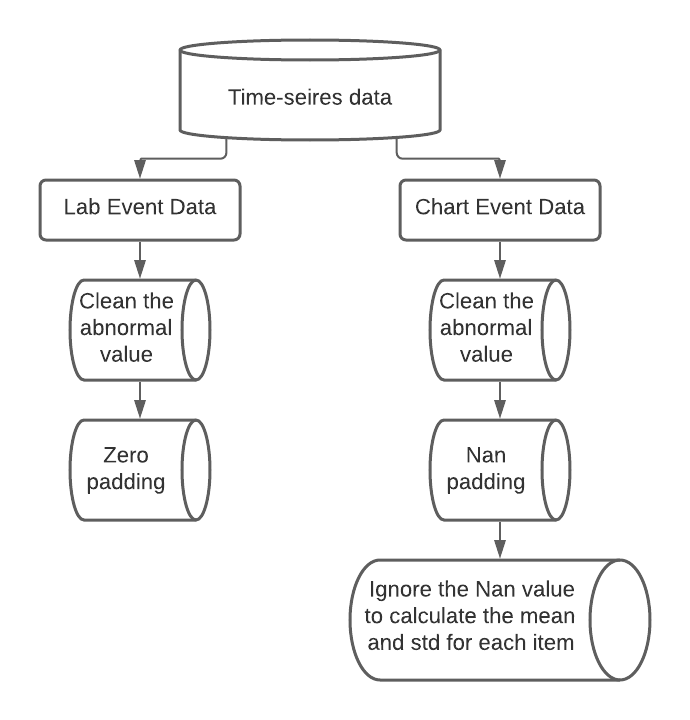 Time-seires data
Lab Event Data
Chart Event Data
Clean the
abnormal
value
Clean the
abnormal
value
Zero
padding
Nan
padding
Ignore the Nan value
to calculate the mean
and std for each item